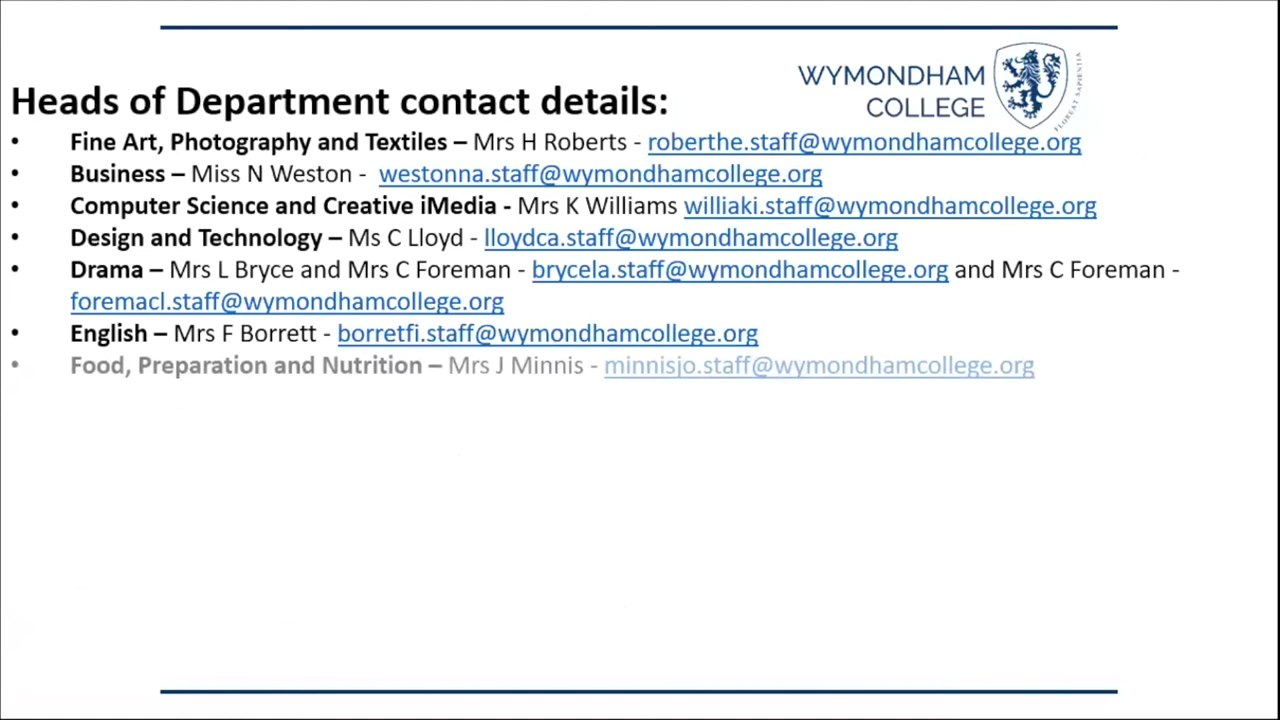 WYMONDHAM
COLLEGE
FLOREAT SAPIENTIA
Heads of Department contact details:
• Fine Art, Photography and Textiles – Mrs H Roberts - roberthe.staff@wymondhamcollege.org
• Business – Miss N Weston - westonna.staff@wymondhamcollege.org
• Computer Science and Creative iMedia - Mrs K Williams williaki.staff@wymondhamcollege.org
• Design and Technology – Ms C Lloyd - lloydca.staff@wymondhamcollege.org
• Drama – Mrs L Bryce and Mrs C Foreman - brycela.staff@wymondhamcollege.org and Mrs C Foreman -
foremacl.staff@wymondhamcollege.org
• English – Mrs F Borrett - borretfi.staff@wymondhamcollege.org
• Food, Preparation and Nutrition – Mrs J Minnis - minnisjo.staff@wymondhamcollege.org